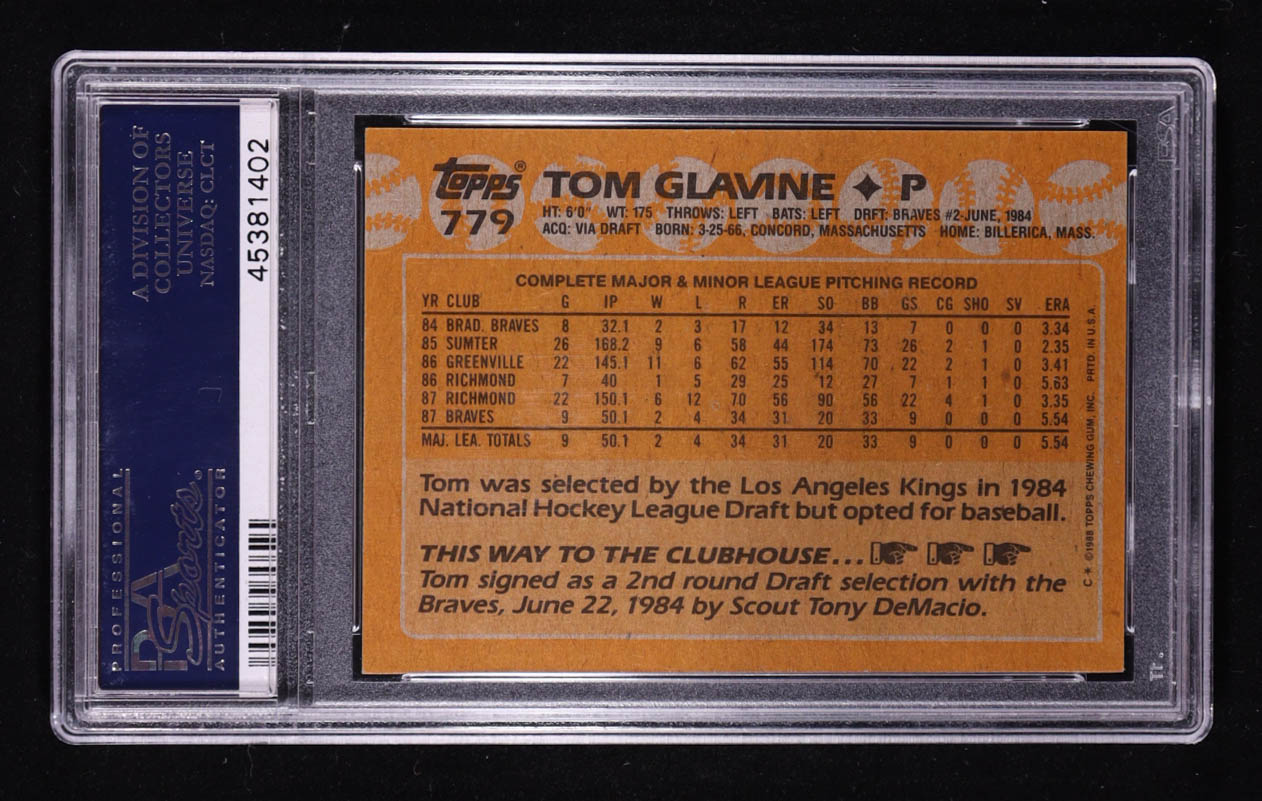 A DIVISION OF
COLLECTORS
UNIVERSE
NASDAQ: CLCT
45381402
PROFESSIONAL
PSA
Sports
AUTHENTICATOR
Topps®
779
TOM GLAVINE ✦ P
HT: 6'0" WT: 175 THROWS: LEFT BATS: LEFT DRFT: BRAVES #2-JUNE, 1984
ACQ: VIA DRAFT BORN: 3-25-66, CONCORD, MASSACHUSETTS HOME: BILLERICA, MASS.
COMPLETE MAJOR & MINOR LEAGUE PITCHING RECORD
YR CLUB G IP W L R ER SO BB GS CG SHO SV ERA
84 BRAD. BRAVES 8 32.1 2 3 17 12 34 13 7 0 0 0 3.34
85 SUMTER 26 168.2 9 6 58 44 174 73 26 2 1 0 2.35
86 GREENVILLE 22 145.1 11 6 62 55 114 70 22 2 1 0 3.41
86 RICHMOND 7 40 1 5 29 25 12 27 7 1 1 0 5.63
87 RICHMOND 22 150.1 6 12 70 56 90 56 22 4 1 0 3.35
87 BRAVES 9 50.1 2 4 34 31 20 33 9 0 0 0 5.54
MAJ. LEA. TOTALS 9 50.1 2 4 34 31 20 33 9 0 0 0 5.54
Tom was selected by the Los Angeles Kings in 1984
National Hockey League Draft but opted for baseball.
THIS WAY TO THE CLUBHOUSE...
Tom signed as a 2nd round Draft selection with the
Braves, June 22, 1984 by Scout Tony DeMacio.
C ✶ ©1988 TOPPS CHEWING GUM, INC. PRTD. IN U.S.A.
PSA